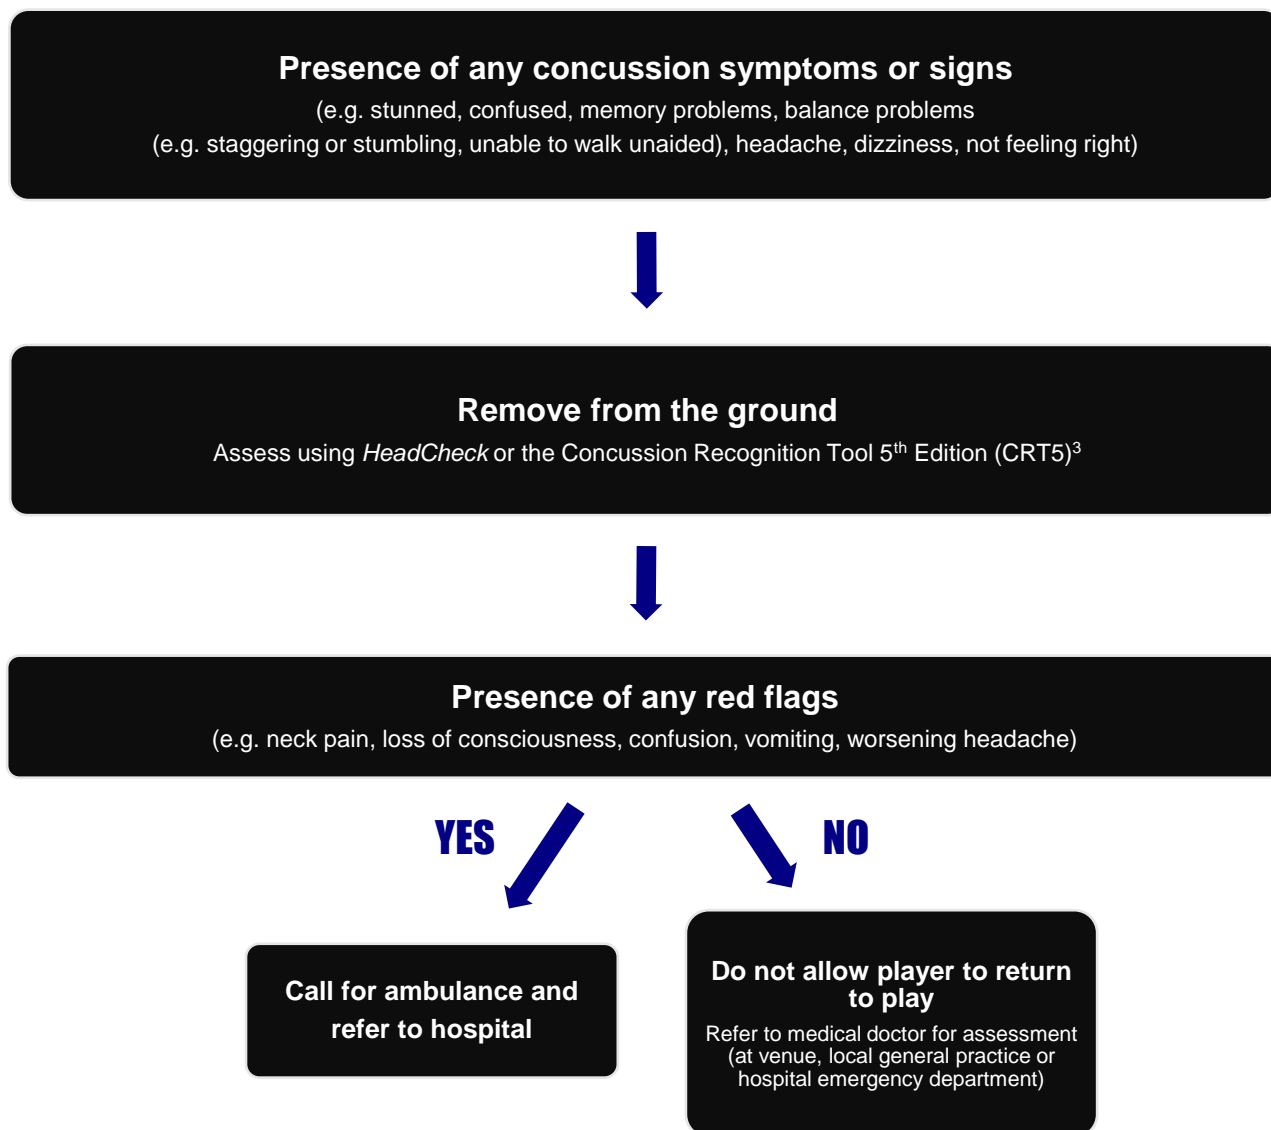 Presence of any concussion symptoms or signs
(e.g. stunned, confused, memory problems, balance problems
(e.g. staggering or stumbling, unable to walk unaided), headache, dizziness, not feeling right)
Remove from the ground
Assess using HeadCheck or the Concussion Recognition Tool 5th Edition (CRT5)3
Presence of any red flags
(e.g. neck pain, loss of consciousness, confusion, vomiting, worsening headache)
YES
NO
Call for ambulance and
refer to hospital
Do not allow player to return
to play
Refer to medical doctor for assessment
(at venue, local general practice or
hospital emergency department)